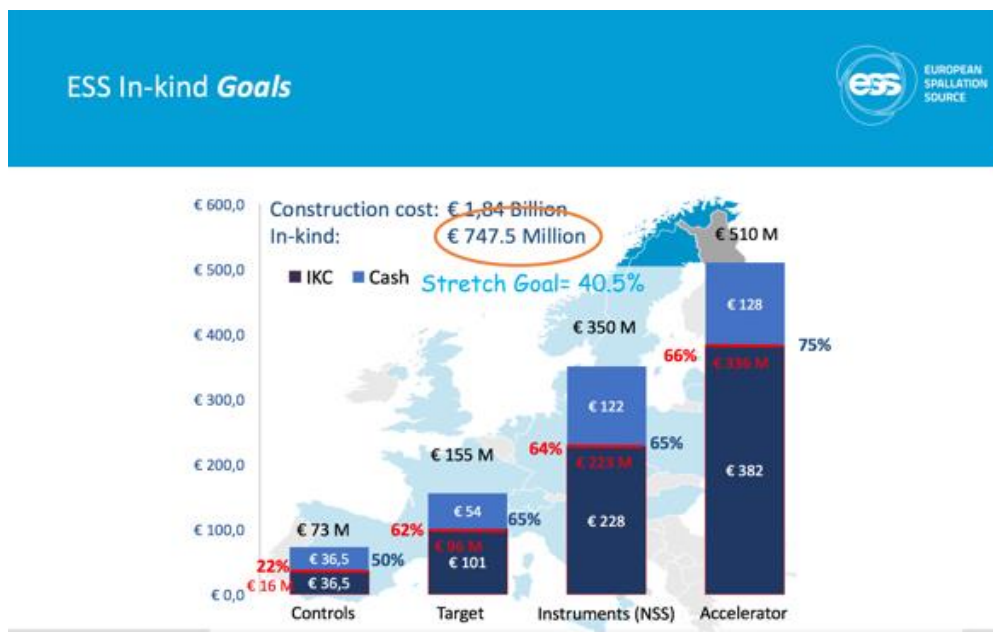 ESS In-kind Goals
ess
EUROPEAN
SPALLATION
SOURCE
Construction cost: € 1,84 Billion
In-kind: € 747.5 Million
IKC Cash
Stretch Goal= 40.5%
€ 600,0
€ 500,0
€ 400,0
€ 300,0
€ 200,0
€ 100,0
€ 0,0
€ 73 M
€ 36,5
50%
22%
€ 16 M
€ 36,5
Controls
€ 155 M
€ 54
62%
65%
€ 96 M
€ 101
Target
€ 350 M
€ 122
64%
65%
€ 223 M
€ 228
Instruments (NSS)
€ 510 M
€ 128
66%
75%
€ 336 M
€ 382
Accelerator